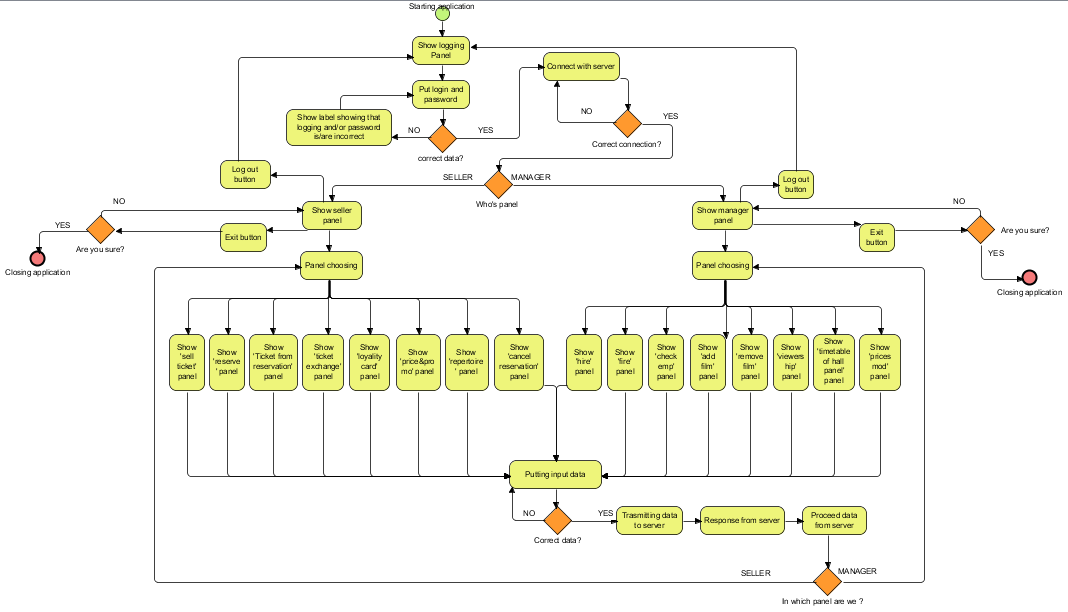 Starting application
Show logging
Panel
Connect with server
Put login and
password
Show label showing that
logging and/or password
is/are incorrect
NO
YES
correct data?
NO
YES
Correct connection?
Log out
button
SELLER
MANAGER
Who's panel
Log out
button
NO
YES
Are you sure?
Closing application
Exit button
Show seller
panel
Show manager
panel
Exit
button
NO
Are you sure?
YES
Closing application
Panel choosing
Panel choosing
Show
'sell
ticket'
panel
Show
'reserve
' panel
Show
'Ticket from
reservation'
panel
Show
'ticket
exchange'
panel
Show
'loyality
card'
panel
Show
'price&pro
mo' panel
Show
'repertoire
' panel
Show
'cancel
reservation'
panel
Show
'hire'
panel
Show
'fire'
panel
Show
'check
emp'
panel
Show
'add
film'
panel
Show
'remove
film'
panel
Show
'viewers
hip'
panel
Show
'timetable
of hall
panel'
panel
Show
'prices
mod'
panel
Putting input data
NO
YES
Correct data?
Trasmitting data
to server
Response from server
Proceed data
from server
SELLER
MANAGER
In which panel are we ?